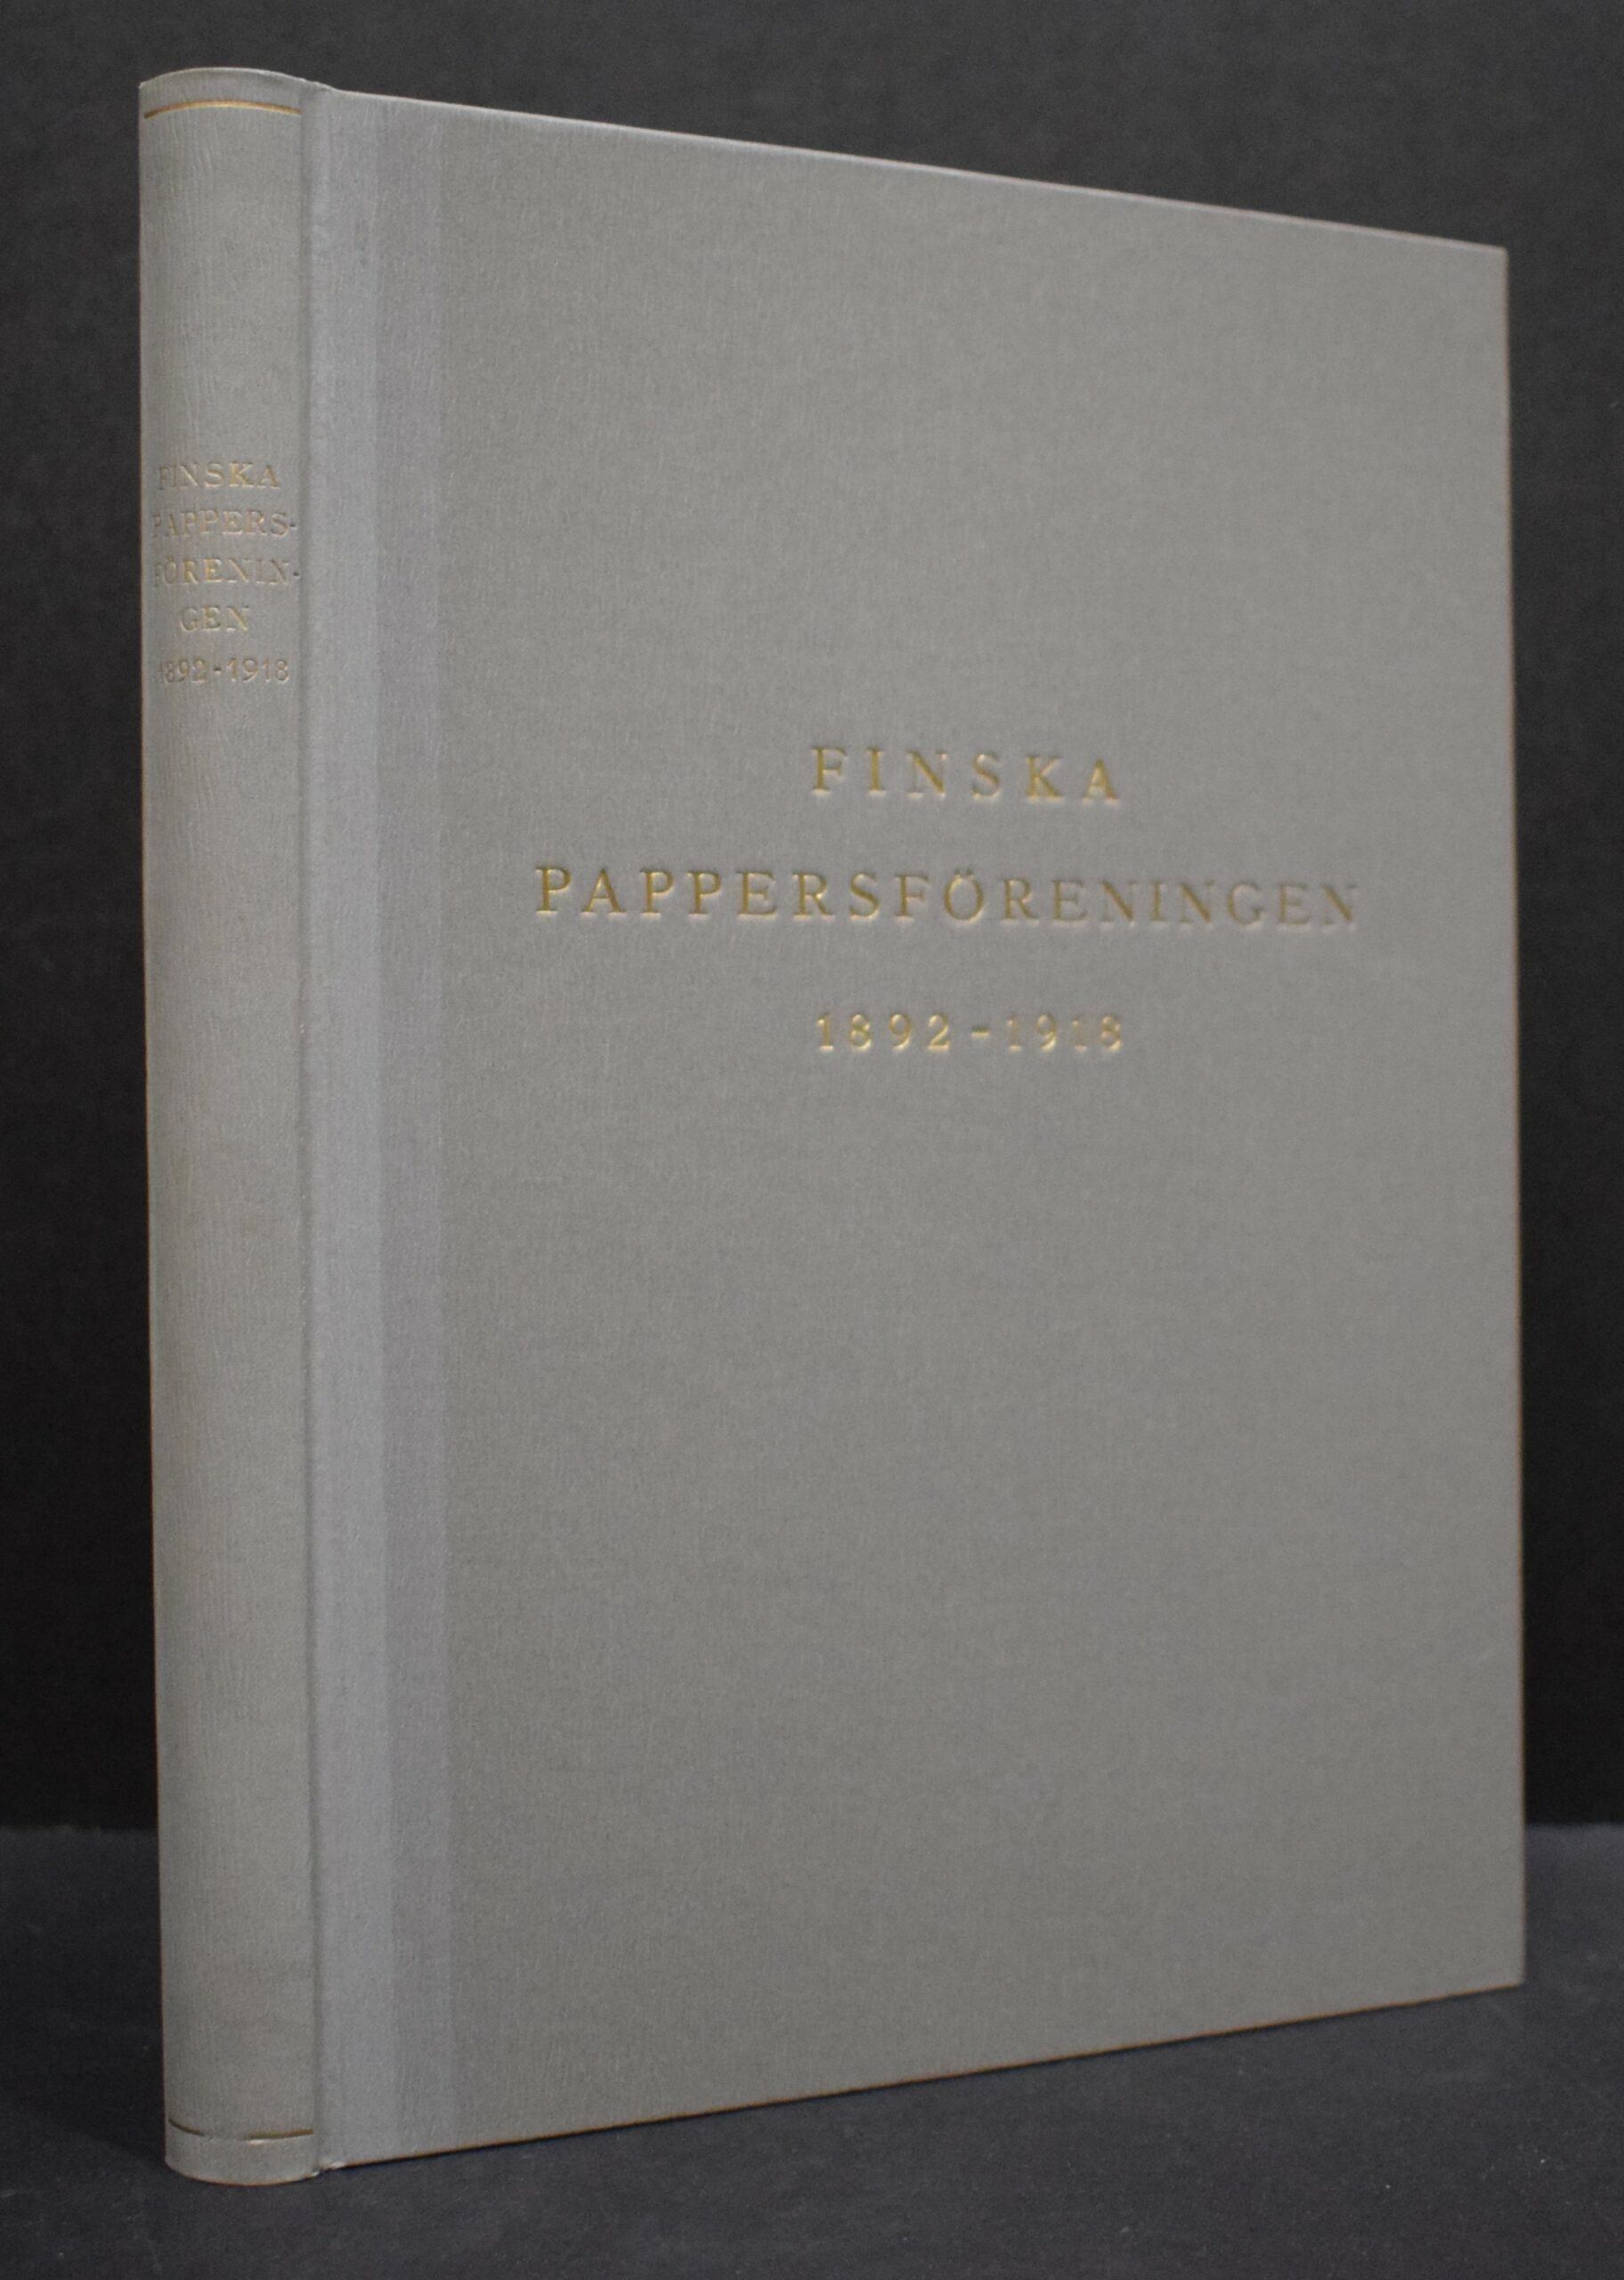 FINSKA
PAPPERS-
FÖRENIN-
GEN
1892-1918
FINSKA
PAPPERSFÖRENINGEN
1892-1918